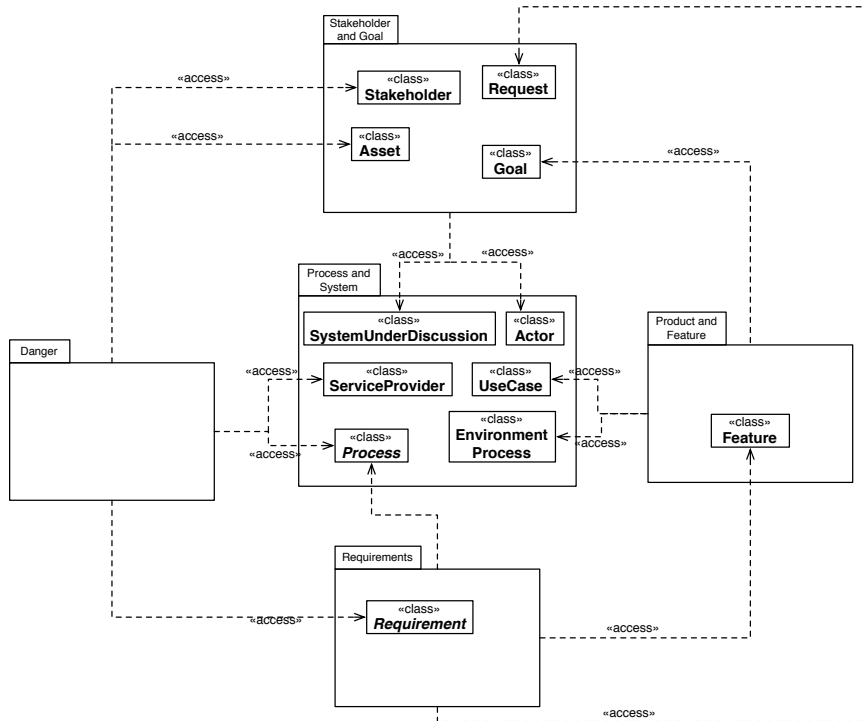 Stakeholder
and Goal
«class»
Stakeholder
«class»
Request
«access»
«access»
«class»
Asset
«class»
Goal
«access»
«access»
«access»
Process and
System
«class»
SystemUnderDiscussion
«class»
Actor
Product and
Feature
Danger
«access»
«class»
ServiceProvider
«class»
UseCase
«access»
«class»
Process
«class»
Environment
Process
«class»
Feature
«access»
«access»
Requirements
«class»
Requirement
«access»
«access»
«access»